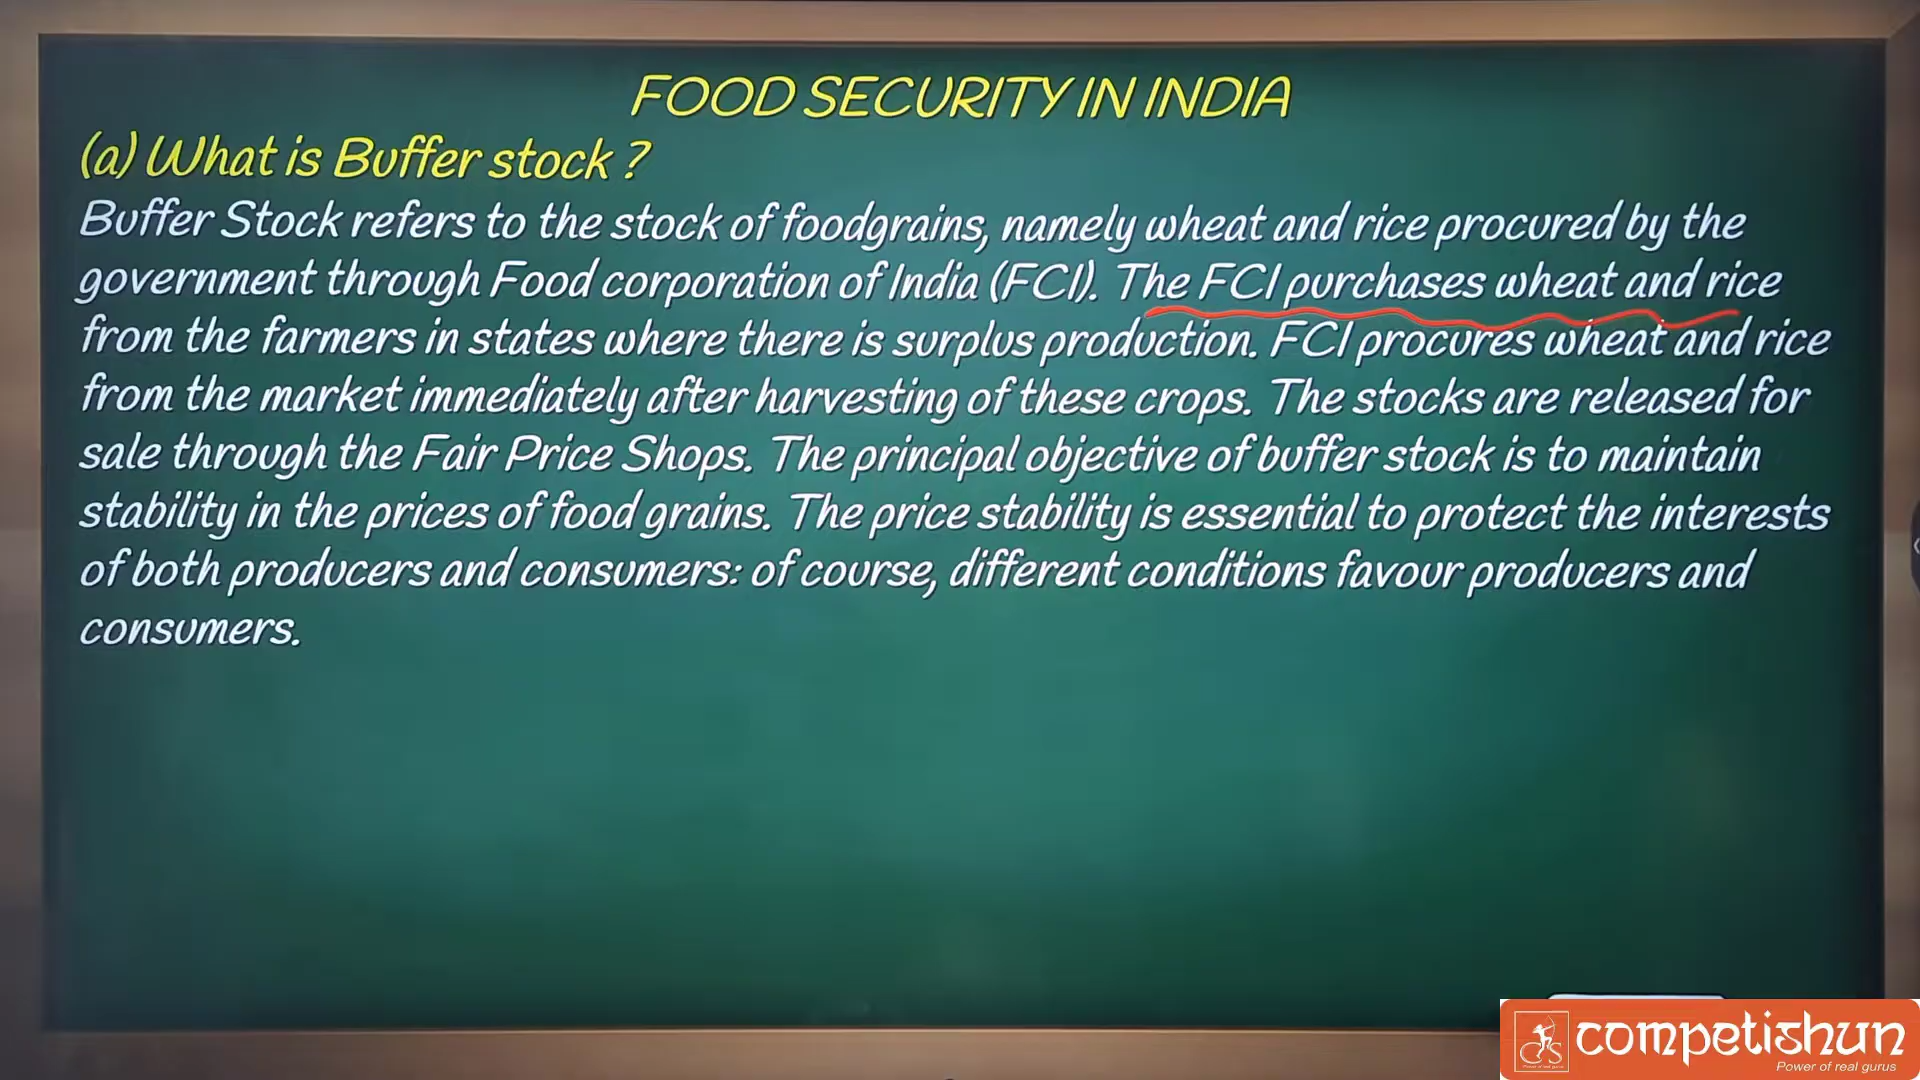 FOOD SECURITY IN INDIA
(a) What is Buffer stock ?
Buffer Stock refers to the stock of foodgrains, namely wheat and rice procured by the
government through Food corporation of India (FCI). The FCI purchases wheat and rice
from the farmers in states where there is surplus production. FCI procures wheat and rice
from the market immediately after harvesting of these crops. The stocks are released for
sale through the Fair Price Shops. The principal objective of buffer stock is to maintain
stability in the prices of food grains. The price stability is essential to protect the interests
of both producers and consumers: of course, different conditions favour producers and
consumers.
CS
Power of real gurus
competishun
Power of real gurus